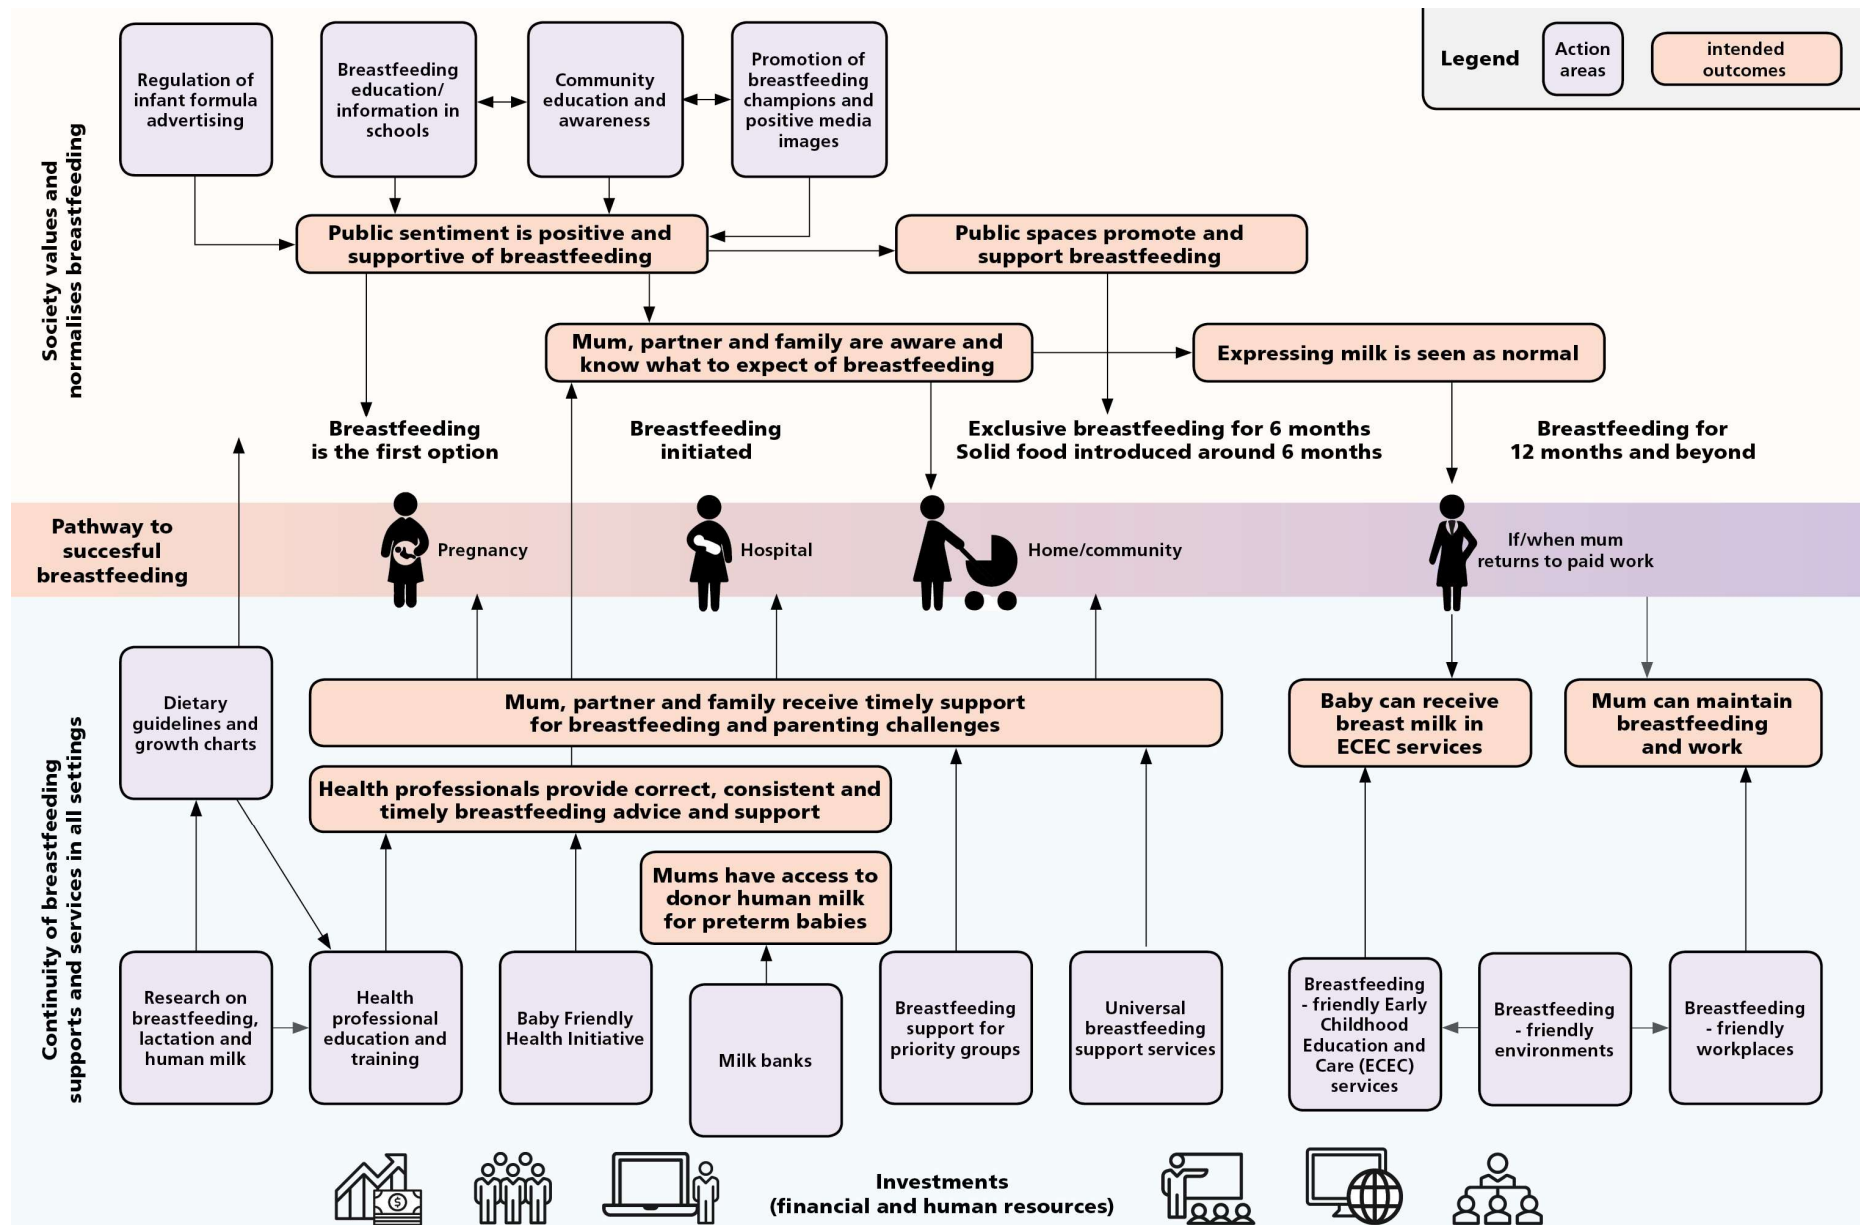 Regulation of
infant formula
advertising
Breastfeeding
education/
information in
schools
Community
education and
awareness
Promotion of
breastfeeding
champions and
positive media
images
Legend
Action
areas
intended
outcomes
Society values and
normalises breastfeeding
Public sentiment is positive and
supportive of breastfeeding
Public spaces promote and
support breastfeeding
Mum, partner and family are aware and
know what to expect of breastfeeding
Expressing milk is seen as normal
Breastfeeding
is the first option
Breastfeeding
initiated
Exclusive breastfeeding for 6 months
Solid food introduced around 6 months
Breastfeeding for
12 months and beyond
Pathway to
succesful
breastfeeding
Pregnancy
Hospital
Home/community
If/when mum
returns to paid work
Continuity of breastfeeding
supports and services in all settings
Dietary
guidelines and
growth charts
Mum, partner and family receive timely support
for breastfeeding and parenting challenges
Baby can receive
breast milk in
ECEC services
Mum can maintain
breastfeeding
and work
Health professionals provide correct, consistent and
timely breastfeeding advice and support
Mums have access to
donor human milk
for preterm babies
Research on
breastfeeding,
lactation and
human milk
Health
professional
education and
training
Baby Friendly
Health Initiative
Milk banks
Breastfeeding
support for
priority groups
Universal
breastfeeding
support services
Breastfeeding
- friendly Early
Childhood
Education and
Care (ECEC)
services
Breastfeeding
- friendly
environments
Breastfeeding
- friendly
workplaces
$
Investments
(financial and human resources)